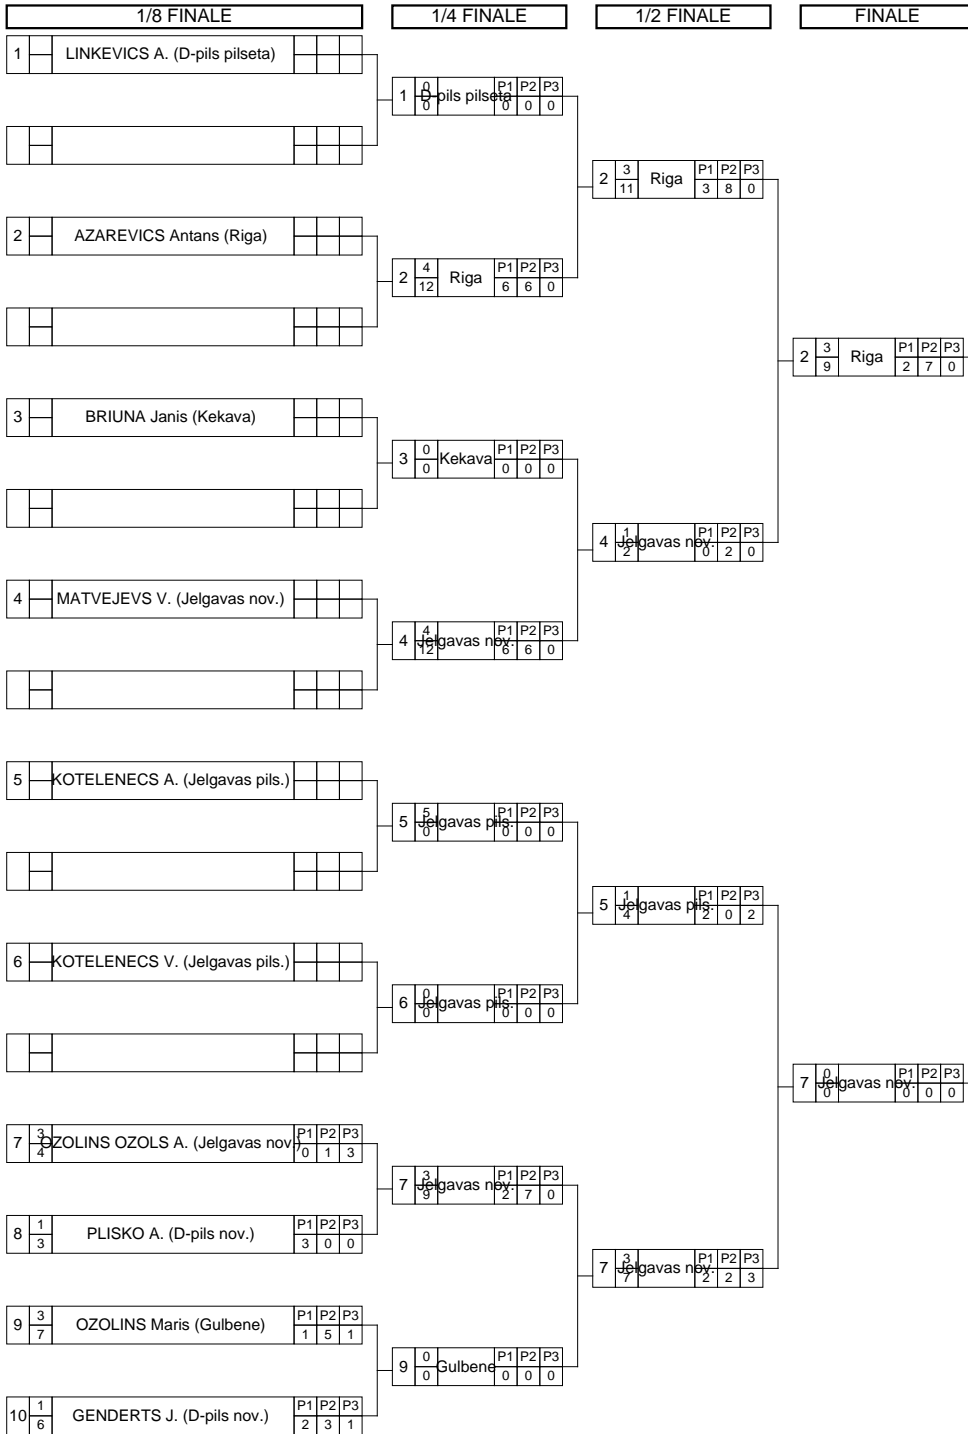 1/8 FINALE 1/4 FINALE 1/2 FINALE FINALE
1 LINKEVICS A. (D-pils pilseta)
1 0 0 D-pils pilseta P1 P2 P3 0 0 0
2 3 11 Riga P1 P2 P3 3 8 0
2 AZAREVICS Antans (Riga)
2 4 12 Riga P1 P2 P3 6 6 0
2 3 9 Riga P1 P2 P3 2 7 0
3 BRIUNA Janis (Kekava)
3 0 0 Kekava P1 P2 P3 0 0 0
4 1 2 Jelgavas nov. P1 P2 P3 0 2 0
4 MATVEJEVS V. (Jelgavas nov.)
4 4 12 Jelgavas nov. P1 P2 P3 6 6 0
5 KOTELENECS A. (Jelgavas pils.)
5 5 0 Jelgavas pils. P1 P2 P3 0 0 0
5 1 4 Jelgavas pils. P1 P2 P3 2 0 2
6 KOTELENECS V. (Jelgavas pils.)
6 0 0 Jelgavas pils. P1 P2 P3 0 0 0
7 0 0 Jelgavas nov. P1 P2 P3 0 0 0
7 3 4 OZOLINS OZOLS A. (Jelgavas nov.) P1 P2 P3 0 1 3
7 3 9 Jelgavas nov. P1 P2 P3 2 7 0
8 1 3 PLISKO A. (D-pils nov.) P1 P2 P3 3 0 0
7 3 7 Jelgavas nov. P1 P2 P3 2 2 3
9 3 7 OZOLINS Maris (Gulbene) P1 P2 P3 1 5 1
9 0 0 Gulbene P1 P2 P3 0 0 0
10 1 6 GENDERTS J. (D-pils nov.) P1 P2 P3 2 3 1